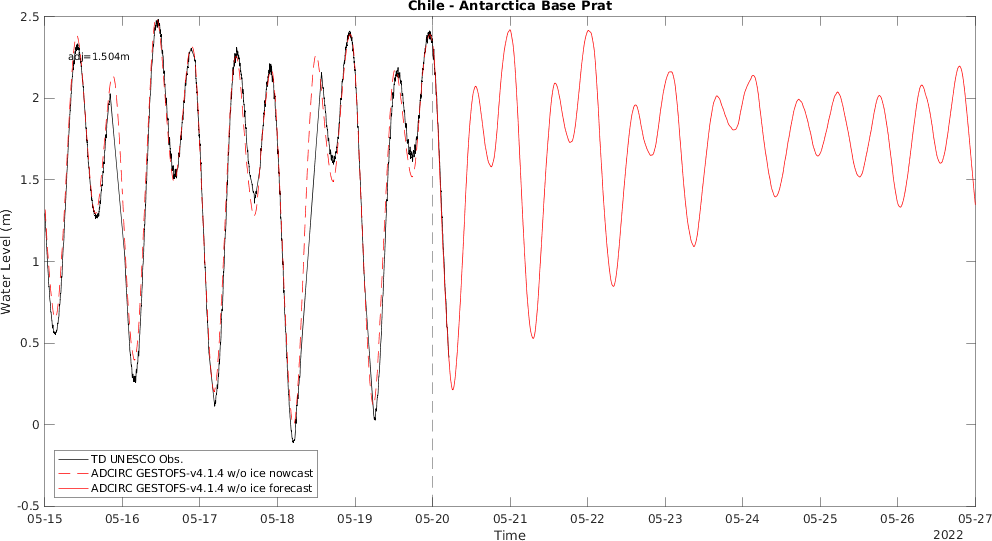 Chile - Antarctica Base Prat
2.5
adj=1.504m
2
1.5
1
0.5
0
-0.5
Water Level (m)
TD UNESCO Obs.
ADCIRC GESTOFS-v4.1.4 w/o ice nowcast
ADCIRC GESTOFS-v4.1.4 w/o ice forecast
05-15 05-16 05-17 05-18 05-19 05-20 05-21 05-22 05-23 05-24 05-25 05-26 05-27
Time
2022